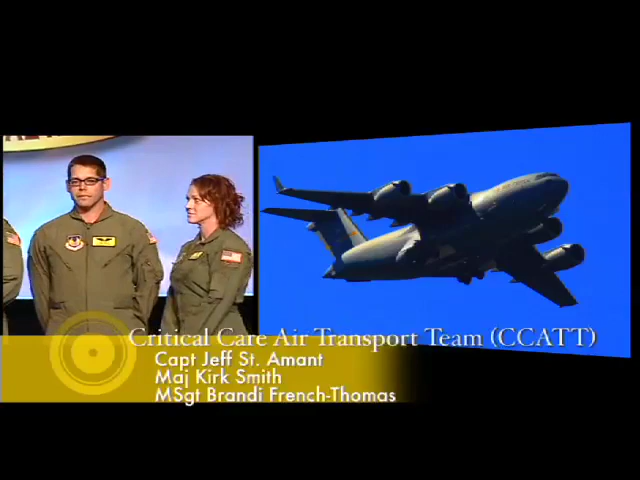 Critical Care Air Transport Team (CCATT)
Capt Jeff St. Amant
Maj Kirk Smith
MSgt Brandi French-Thomas